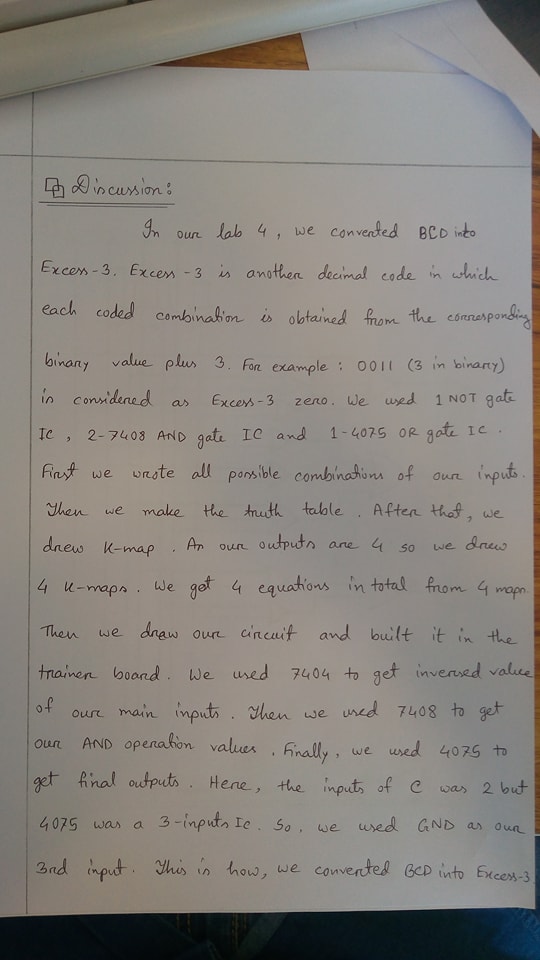 Discussion:
In our lab 4, we converted BCD into
Excess-3. Excess-3 is another decimal code in which
each coded combination is obtained from the corresponding
binary value plus 3. For example: 0011 (3 in binary)
is considered as Excess-3 zero. We used 1 NOT gate
Ic, 2-7408 AND gate IC and 1-4075 OR gate IC.
First we wrote all possible combinations of our inputs.
Then we make the truth table. After that, we
drew K-map. As our outputs are 4 so we drew
4 K-maps. We get 4 equations in total from 4 maps.
Then we draw our circuit and built it in the
trainer board. We used 7404 to get inversed value
of our main inputs. Then we used 7408 to get
our AND operation values. Finally, we used 4075 to
get final outputs. Here, the inputs of C was 2 but
4075 was a 3-inputs Ic. So, we used GND as our
3rd input. This is how, we converted BCD into Excess-3.